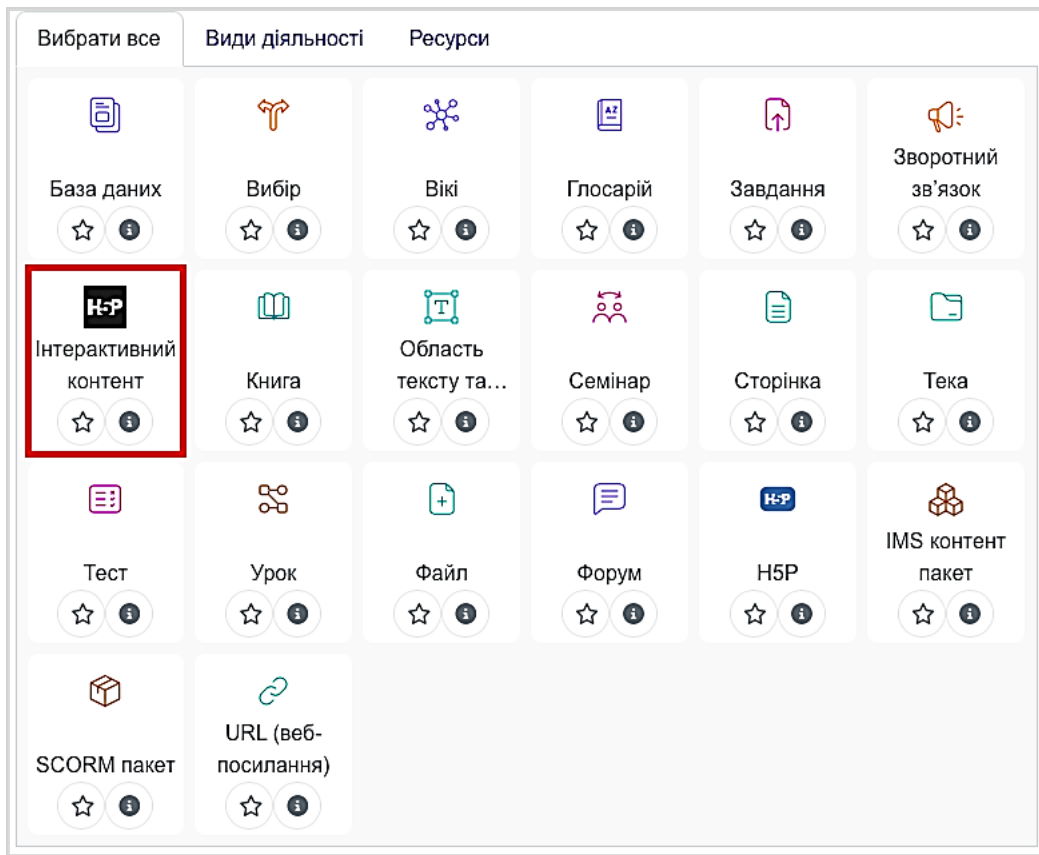 Вибрати все Види діяльності Ресурси
База даних
Вибір
Вікі
Глосарій
Завдання
Зворотний
зв’язок
H5P
Інтерактивний
контент
Книга
Область
тексту та...
Семінар
Сторінка
Тека
Тест
Урок
Файл
Форум
H5P
H5P
IMS контент
пакет
SCORM пакет
URL (веб-
посилання)